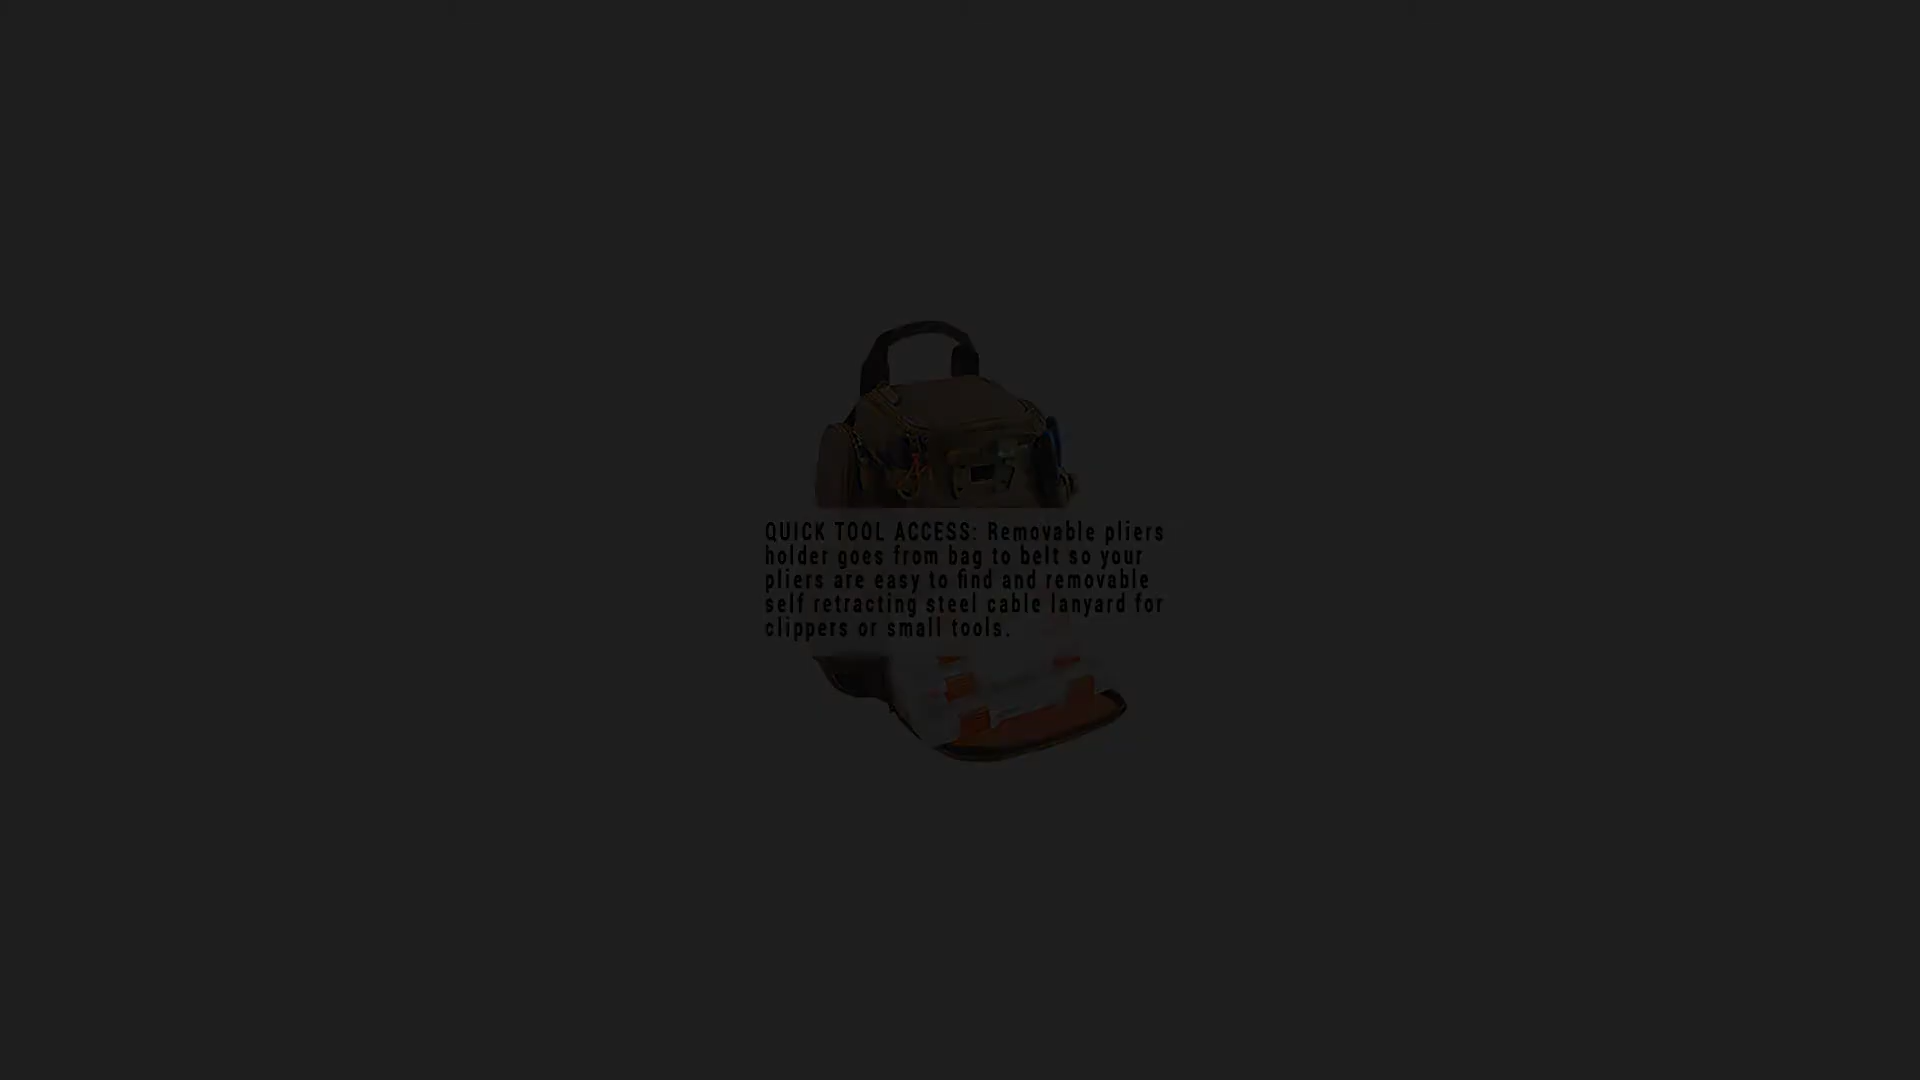 QUICK TOOL ACCESS: Removable pliers
holder goes from bag to belt so your
pliers are easy to find and removable
self retracting steel cable lanyard for
clippers or small tools.